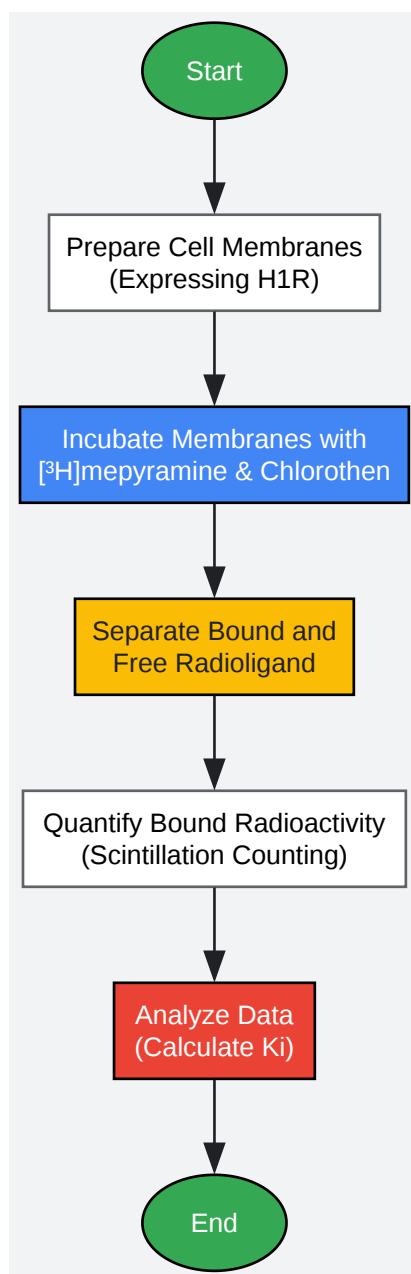 Start
Prepare Cell Membranes
(Expressing H1R)
Incubate Membranes with
[³H]mepyramine & Chlorothen
Separate Bound and
Free Radioligand
Quantify Bound Radioactivity
(Scintillation Counting)
Analyze Data
(Calculate Ki)
End